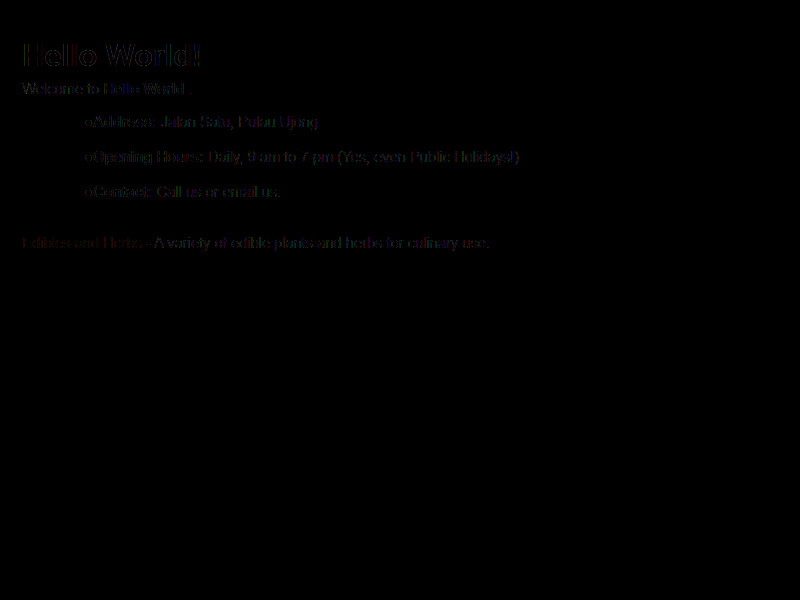 Hello World!
Welcome to Hello World .
○Address: Jalan Satu, Pulau Ujong
○Opening Hours: Daily, 9 am to 7 pm (Yes, even Public Holidays!)
○Contact: Call us or email us.
Edibles and Herbs - A variety of edible plants and herbs for culinary use.